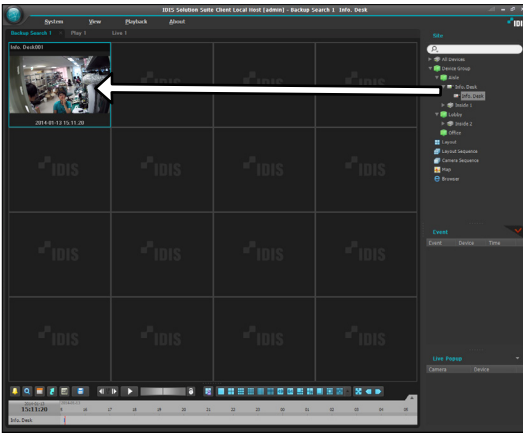 IDIS Solution Suite Client Local Host [admin] - Backup Search 1 Info. Desk
System View Playback About
Backup Search 1 Play 1 Live 1
Site
Info. Desk001
All Devices
Device Group
Aisle
Info. Desk
Info. Desk
Inside 1
Lobby
Inside 2
Office
Layout
Layout Sequence
Camera Sequence
Map
Browser
2014-01-13 15:11:20
IDIS IDIS IDIS
IDIS IDIS IDIS IDIS
IDIS IDIS IDIS IDIS
IDIS IDIS IDIS IDIS
Event
Event Device Time
Live Popup
Camera Device
15:11:20
Info. Desk